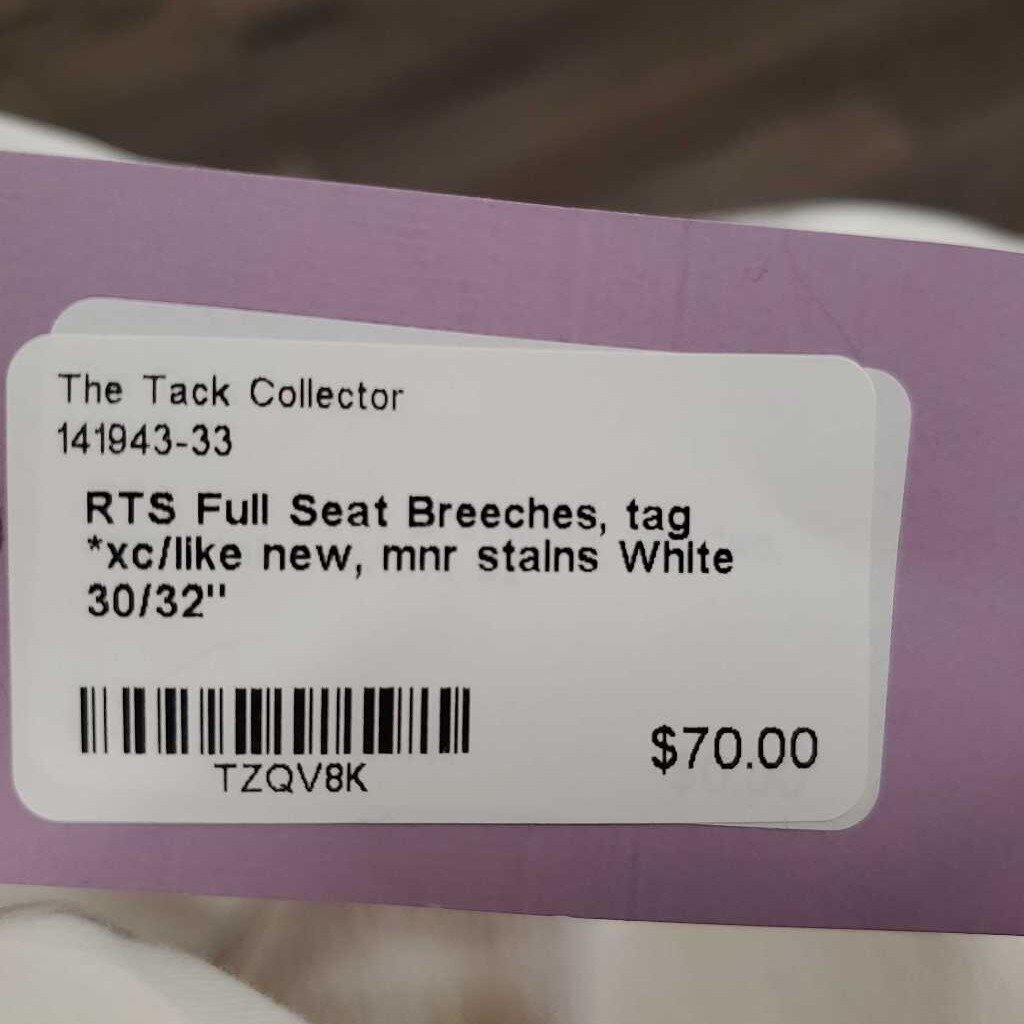 The Tack Collector
141943-33
RTS Full Seat Breeches, tag
*xc/like new, mnr stains White
30/32"
TZQV8K
$70.00